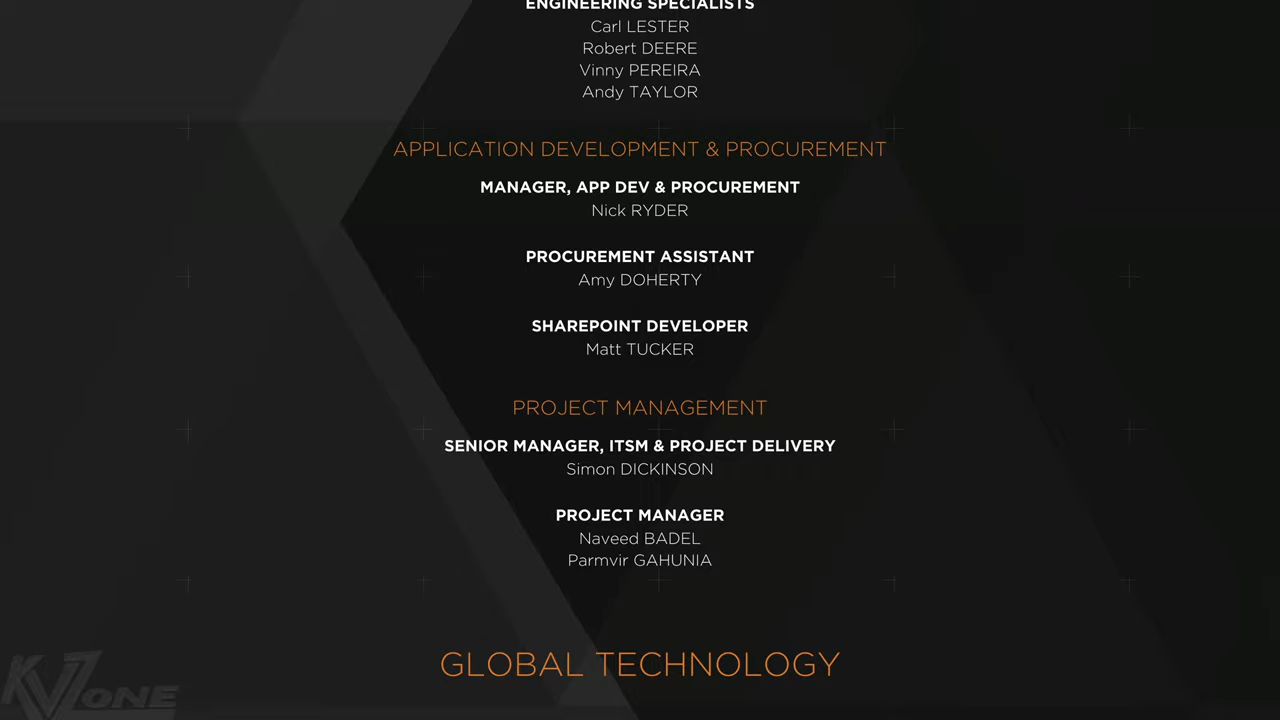 ENGINEERING SPECIALISTS
Carl LESTER
Robert DEERE
Vinny PEREIRA
Andy TAYLOR
APPLICATION DEVELOPMENT & PROCUREMENT
MANAGER, APP DEV & PROCUREMENT
Nick RYDER
PROCUREMENT ASSISTANT
Amy DOHERTY
SHAREPOINT DEVELOPER
Matt TUCKER
PROJECT MANAGEMENT
SENIOR MANAGER, ITSM & PROJECT DELIVERY
Simon DICKINSON
PROJECT MANAGER
Naveed BADEL
Parmvir GAHUNIA
GLOBAL TECHNOLOGY
KVZONE